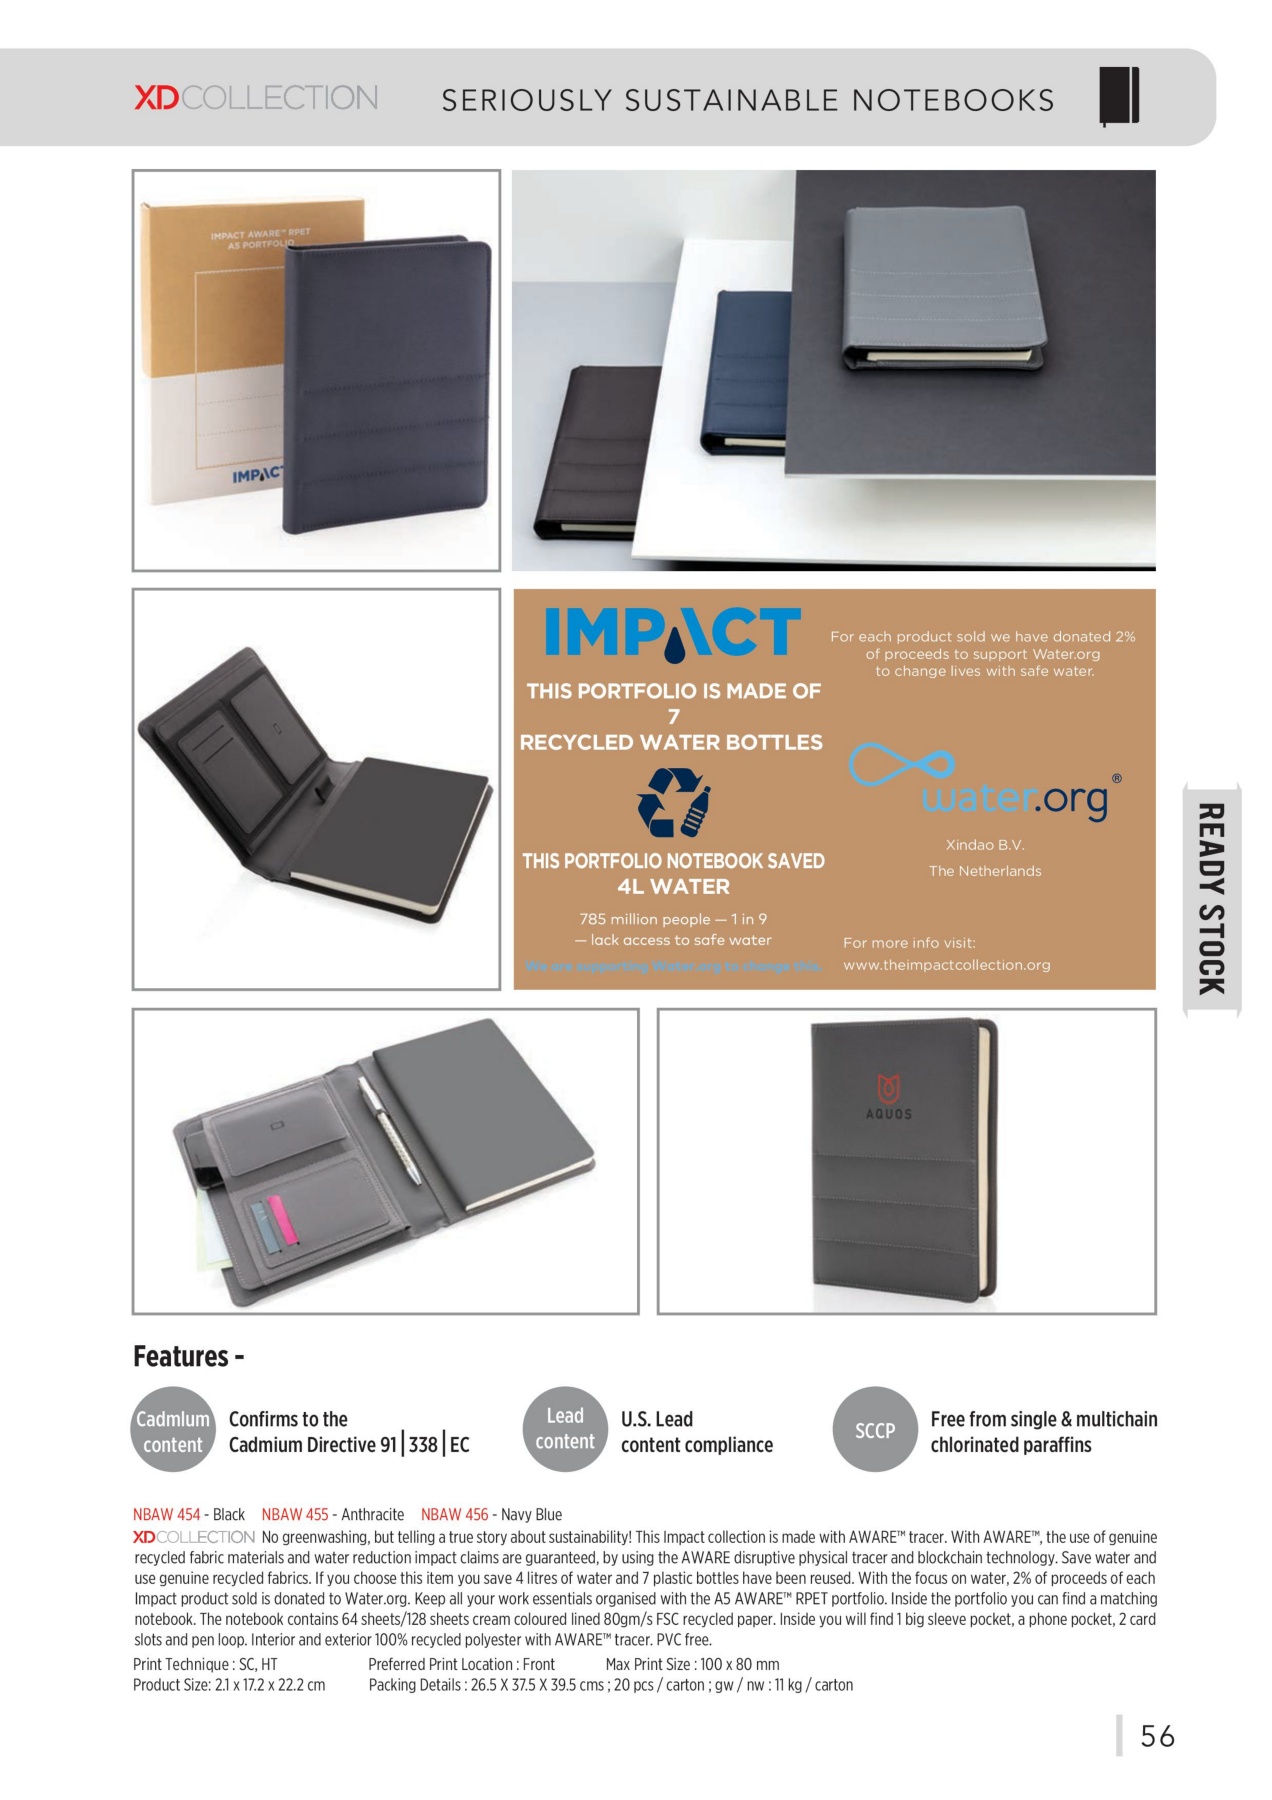 XDCOLLECTION SERIOUSLY SUSTAINABLE NOTEBOOKS
IMPACT AWARE™ RPET
A5 PORTFOLIO
IMPACT
IMPACT
THIS PORTFOLIO IS MADE OF
7
RECYCLED WATER BOTTLES
THIS PORTFOLIO NOTEBOOK SAVED
4L WATER
785 million people — 1 in 9
— lack access to safe water
We are supporting Water.org to change this.
For each product sold we have donated 2%
of proceeds to support Water.org
to change lives with safe water.
water.org®
Xindao B.V.
The Netherlands
For more info visit:
www.theimpactcollection.org
READY STOCK
AQUOS
Features -
Cadmlum
content
Confirms to the
Cadmium Directive 91|338|EC
Lead
content
U.S. Lead
content compliance
SCCP
Free from single & multichain
chlorinated paraffins
NBAW 454 - Black NBAW 455 - Anthracite NBAW 456 - Navy Blue
XDCOLLECTION No greenwashing, but telling a true story about sustainability! This Impact collection is made with AWARE™ tracer. With AWARE™, the use of genuine
recycled fabric materials and water reduction impact claims are guaranteed, by using the AWARE disruptive physical tracer and blockchain technology. Save water and
use genuine recycled fabrics. If you choose this item you save 4 litres of water and 7 plastic bottles have been reused. With the focus on water, 2% of proceeds of each
Impact product sold is donated to Water.org. Keep all your work essentials organised with the A5 AWARE™ RPET portfolio. Inside the portfolio you can find a matching
notebook. The notebook contains 64 sheets/128 sheets cream coloured lined 80gm/s FSC recycled paper. Inside you will find 1 big sleeve pocket, a phone pocket, 2 card
slots and pen loop. Interior and exterior 100% recycled polyester with AWARE™ tracer. PVC free.
Print Technique : SC, HT Preferred Print Location : Front Max Print Size : 100 x 80 mm
Product Size: 2.1 x 17.2 x 22.2 cm Packing Details : 26.5 X 37.5 X 39.5 cms ; 20 pcs / carton ; gw / nw : 11 kg / carton
56